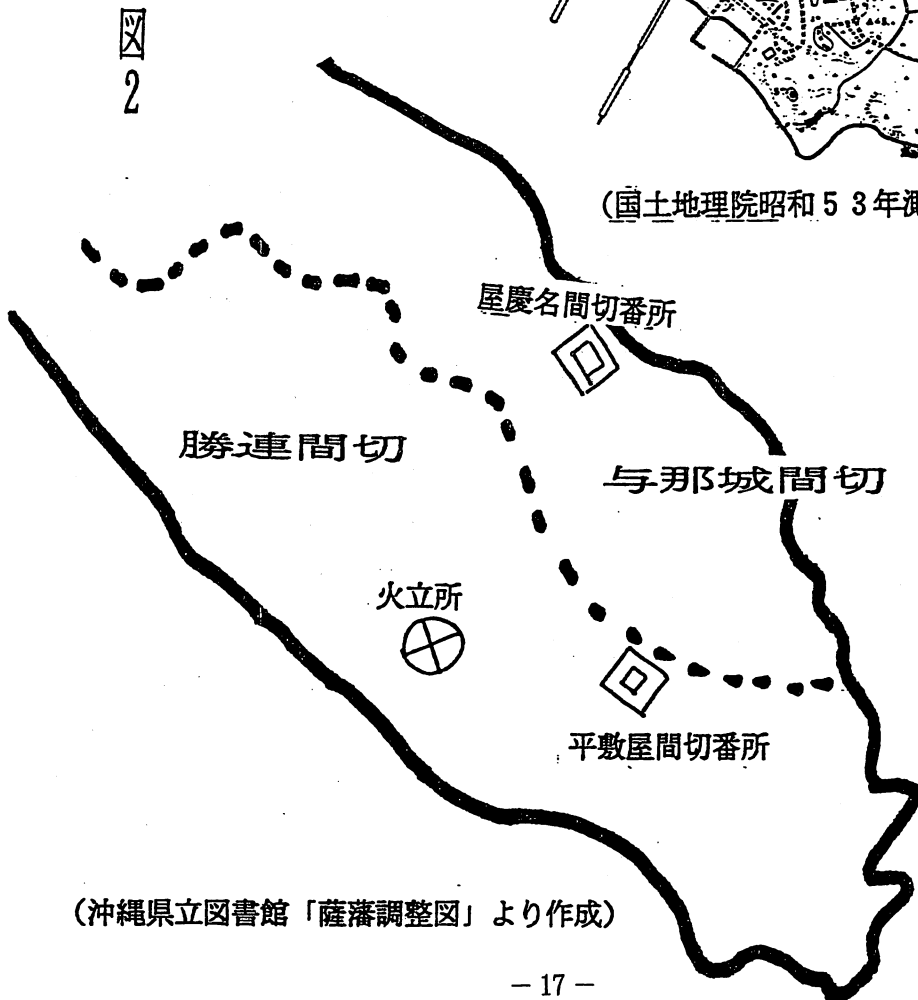 図2
(国土地理院昭和53年測
屋慶名間切番所
勝連間切
与那城間切
火立所
平敷屋間切番所
(沖縄県立図書館「薩藩調整図」より作成)
－17－